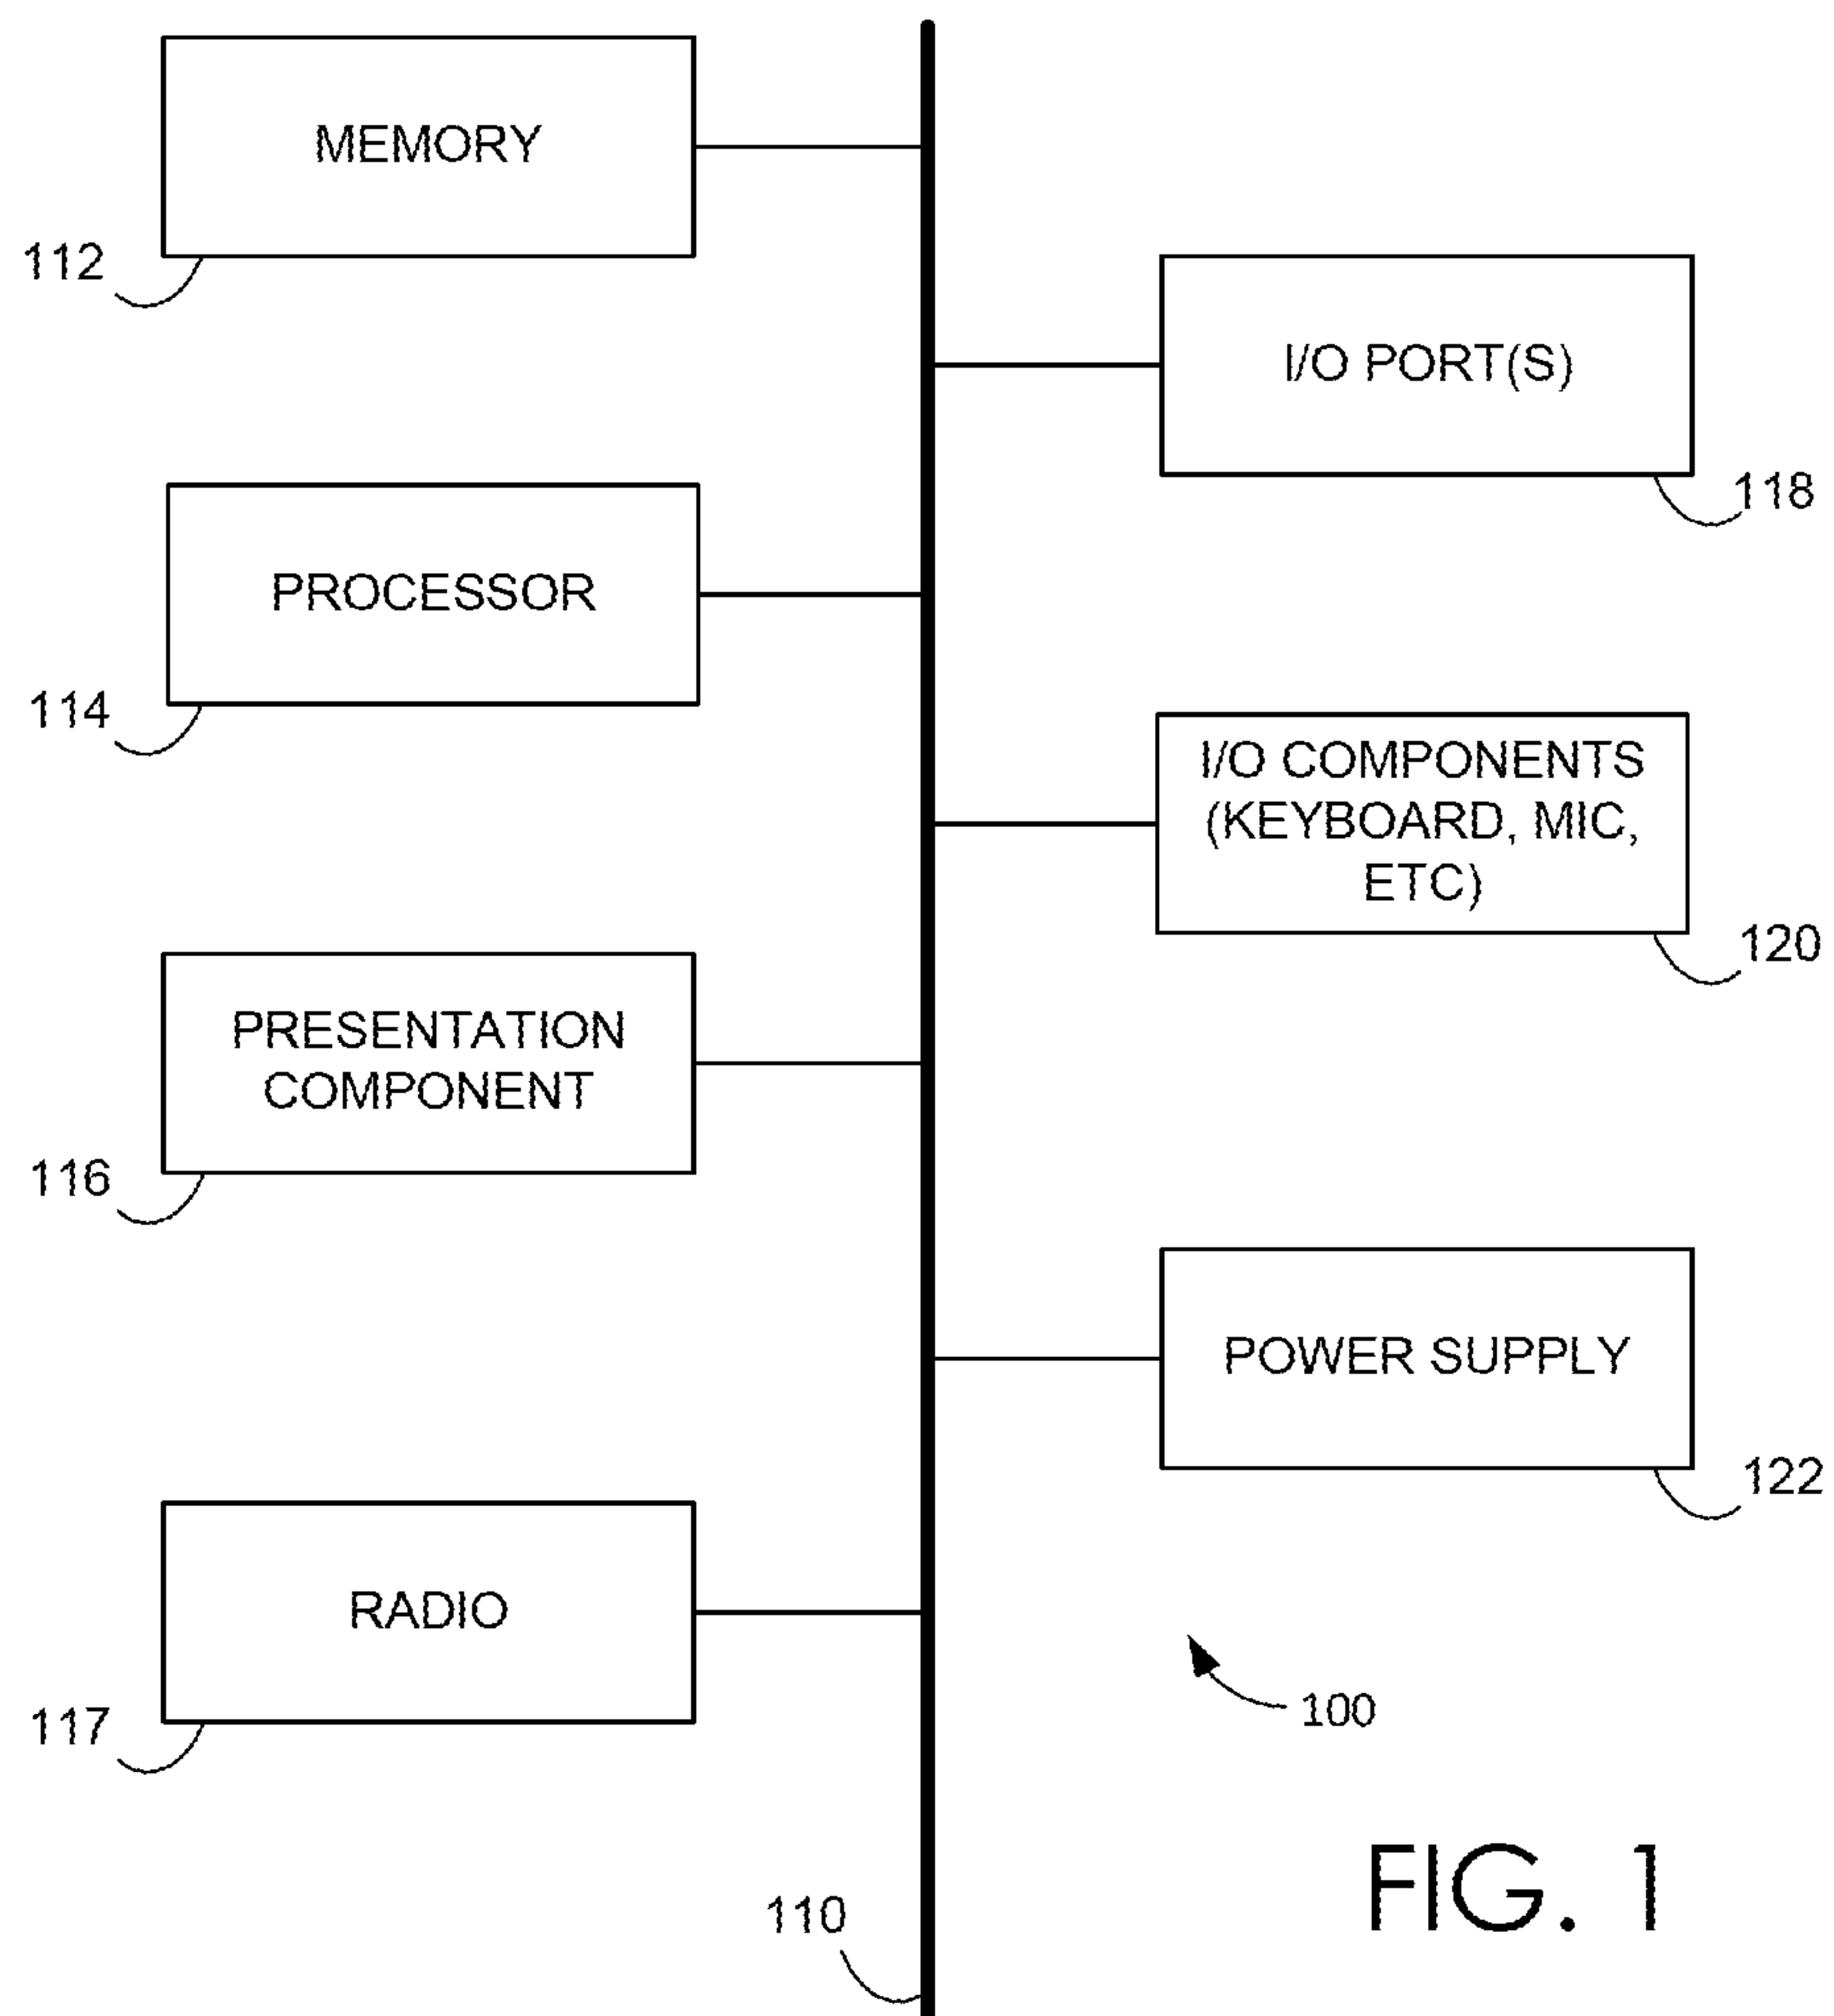 MEMORY
112
I/O PORT(S)
118
PROCESSOR
114
I/O COMPONENTS
(KEYBOARD, MIC,
ETC)
120
PRESENTATION
COMPONENT
116
POWER SUPPLY
122
RADIO
117
100
110
FIG. 1